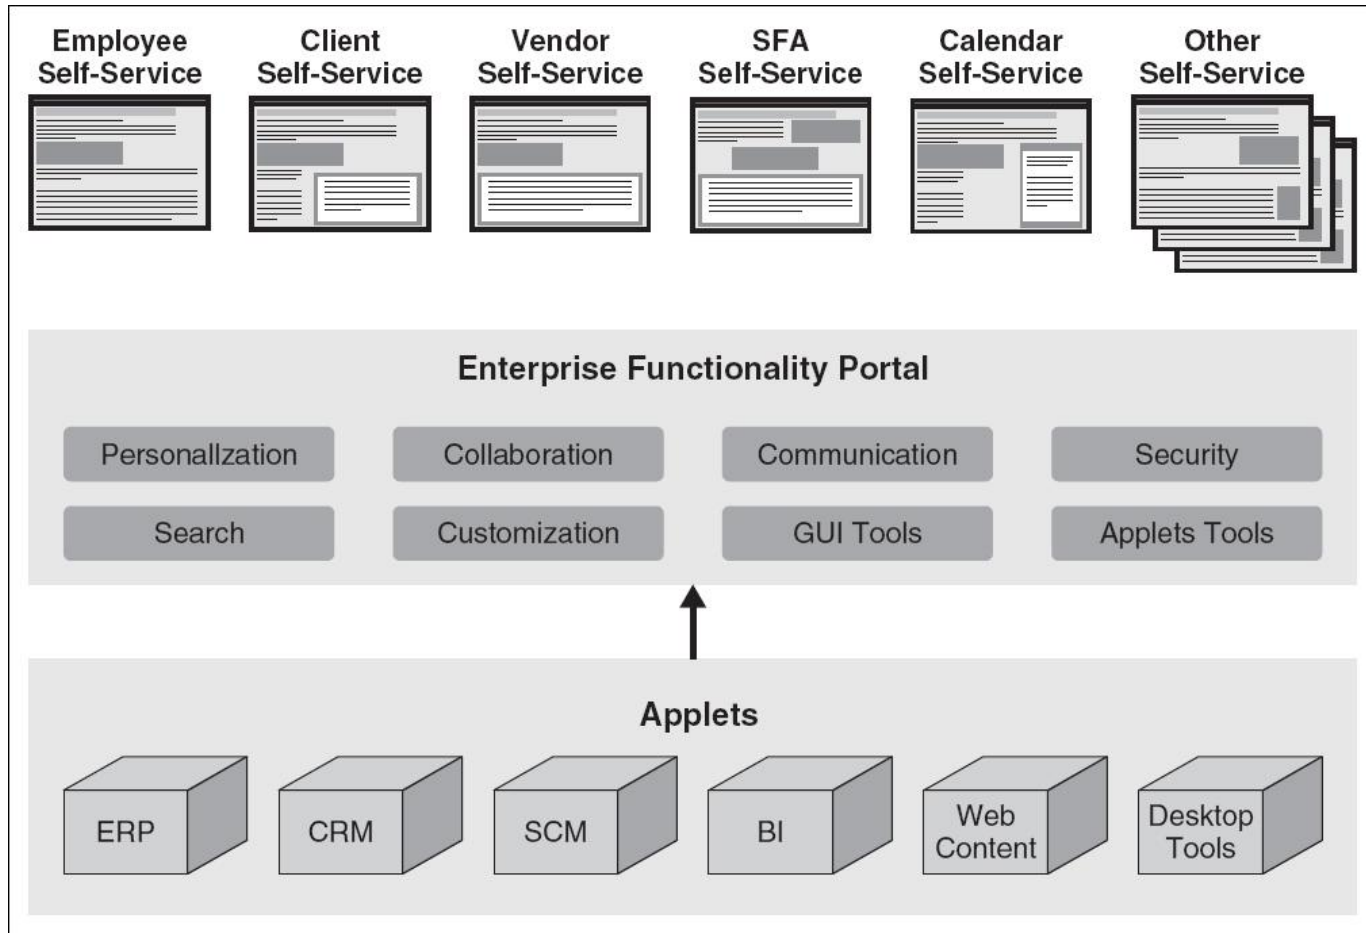 Employee
Self-Service
Client
Self-Service
Vendor
Self-Service
SFA
Self-Service
Calendar
Self-Service
Other
Self-Service
Enterprise Functionality Portal
Personallzation
Collaboration
Communication
Security
Search
Customization
GUI Tools
Applets Tools
Applets
ERP
CRM
SCM
BI
Web
Content
Desktop
Tools